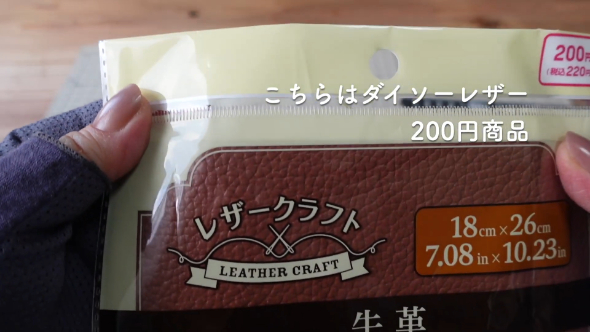 200円
(税込220円
こちらはダイソーレザー
200円商品
レザークラフト
LEATHER CRAFT
18cm×26cm
7.08in×10.23in
牛革